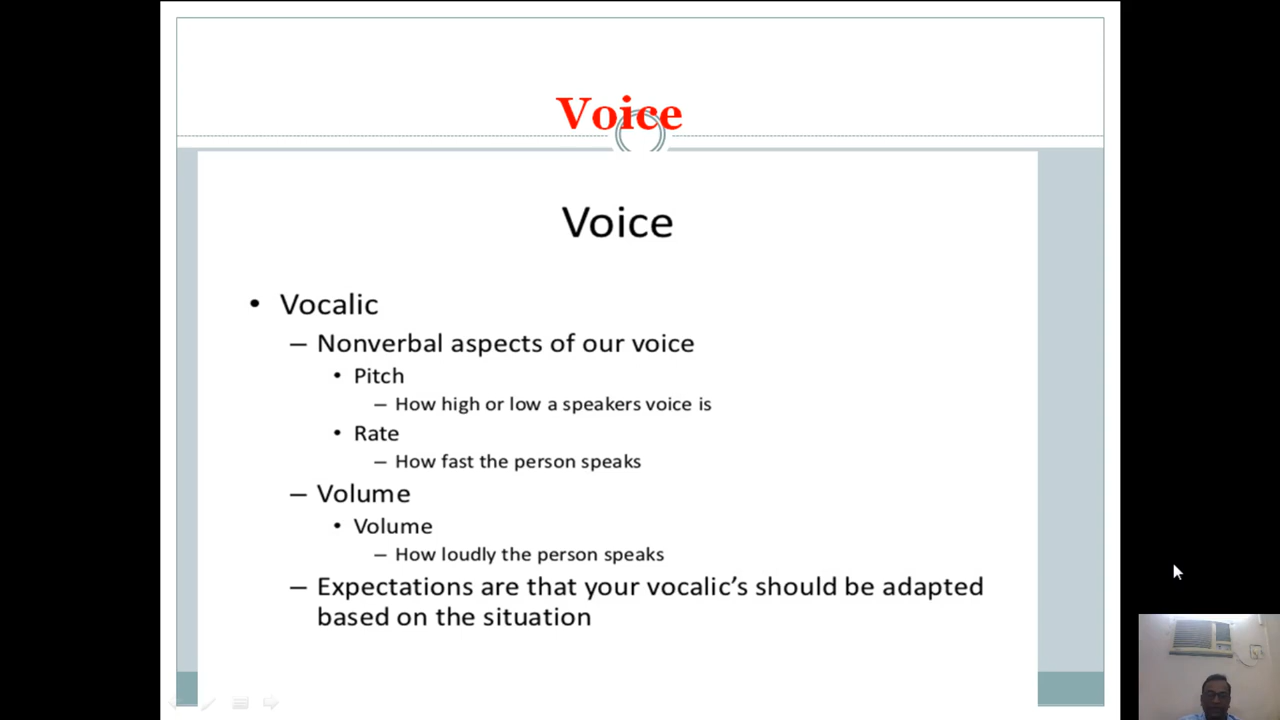 Voice
Voice
• Vocalic
– Nonverbal aspects of our voice
• Pitch
– How high or low a speakers voice is
• Rate
– How fast the person speaks
– Volume
• Volume
– How loudly the person speaks
– Expectations are that your vocalic’s should be adapted
based on the situation